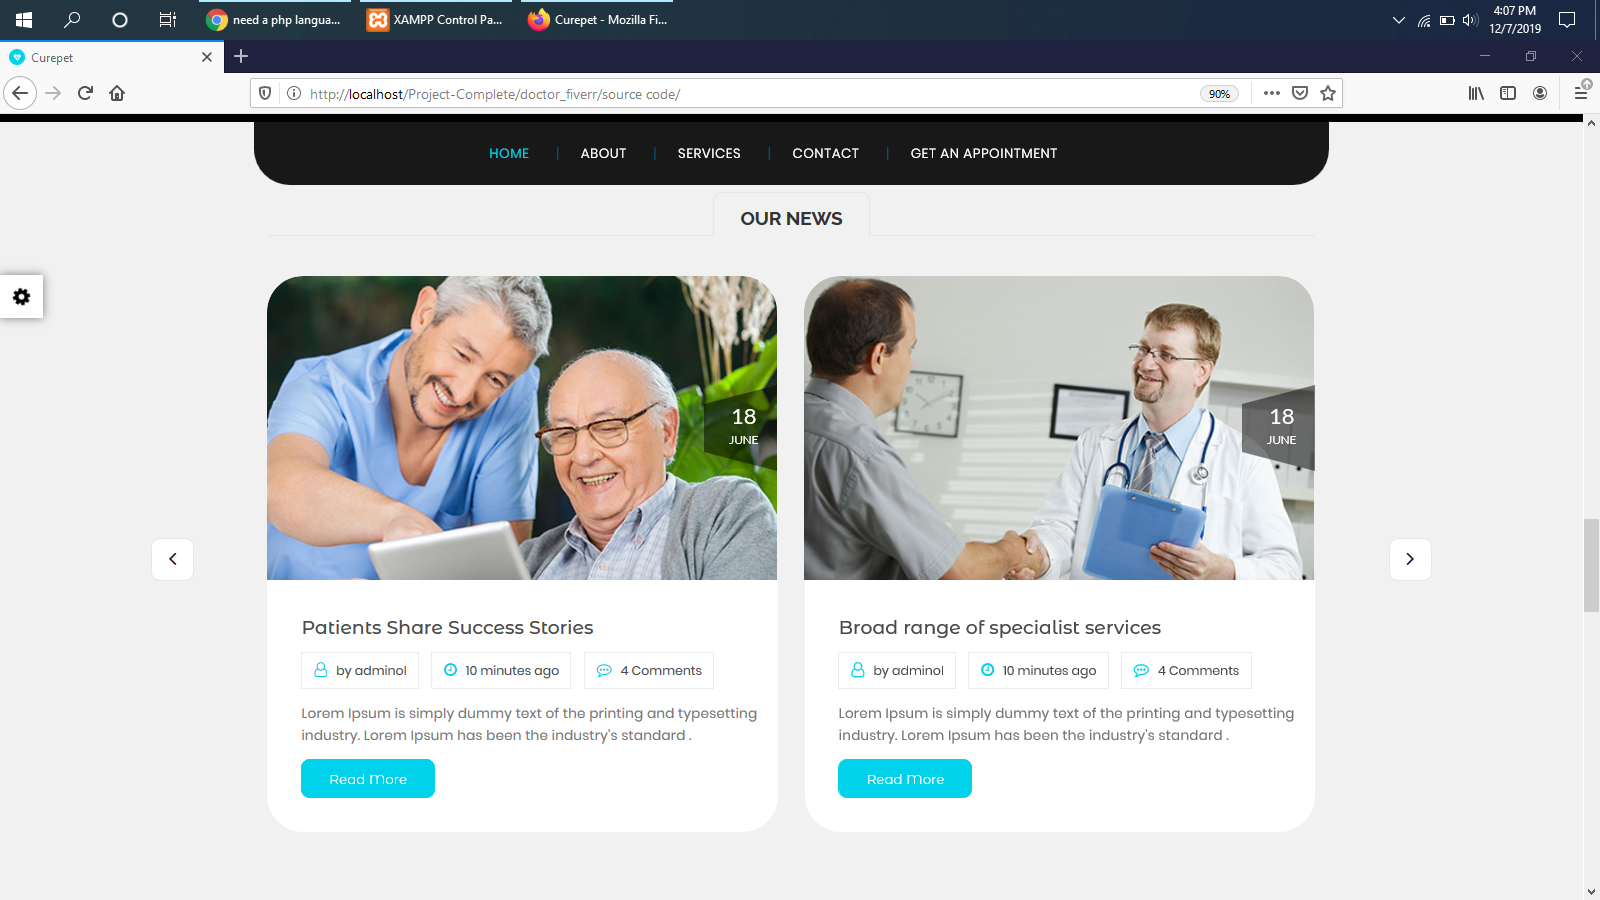 need a php langua...
XAMPP Control Pa...
Curepet - Mozilla Fi...
4:07 PM
12/7/2019
Curepet
http://localhost/Project-Complete/doctor_fiverr/source code/
90%
HOME
ABOUT
SERVICES
CONTACT
GET AN APPOINTMENT
OUR NEWS
18
JUNE
18
JUNE
Patients Share Success Stories
by adminol
10 minutes ago
4 Comments
Lorem Ipsum is simply dummy text of the printing and typesetting
industry. Lorem Ipsum has been the industry's standard .
Read More
Broad range of specialist services
by adminol
10 minutes ago
4 Comments
Lorem Ipsum is simply dummy text of the printing and typesetting
industry. Lorem Ipsum has been the industry's standard .
Read More